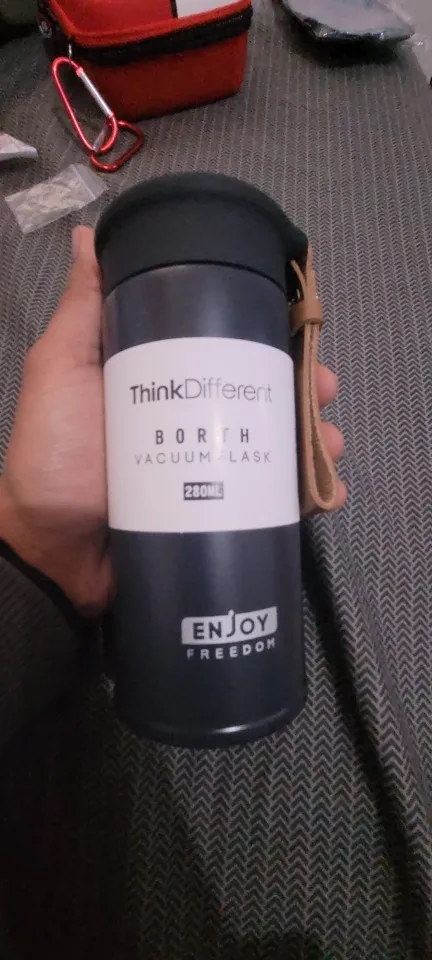 ThinkDifferent
BORTH
VACUUM FLASK
280ML
ENJOY
FREEDOM